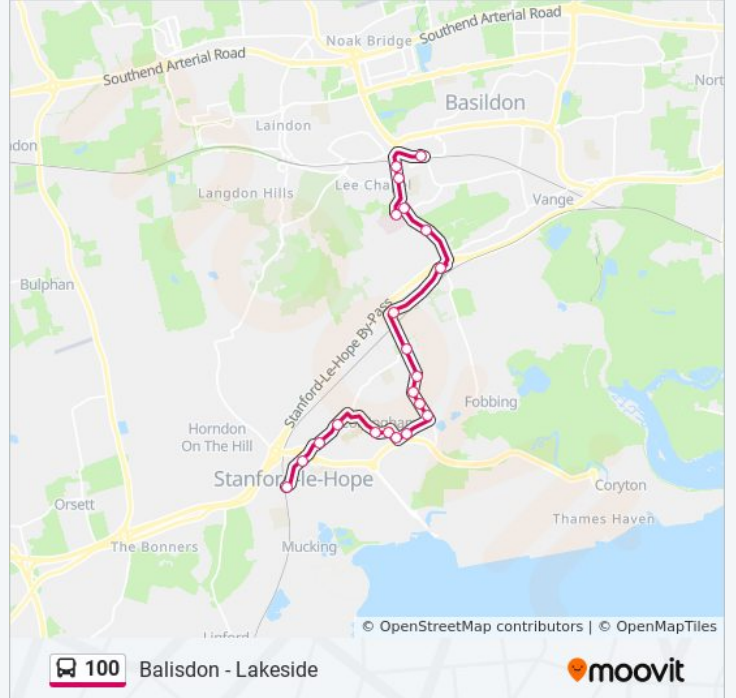 Southend Arterial Road
Noak Bridge
Southend Arterial Road
Nort
Basildon
Laindon
don
Lee Cha l
Langdon Hills
Vange
Bulphan
Stanford-Le-Hope By-Pass
Fobbing
Horndon
On The Hill
Stanfor -le-Hope
Coryton
Orsett
Thames Haven
The Bonners
Mucking
Linford
© OpenStreetMap contributors | © OpenMapTiles
100 Balisdon - Lakeside
moovit